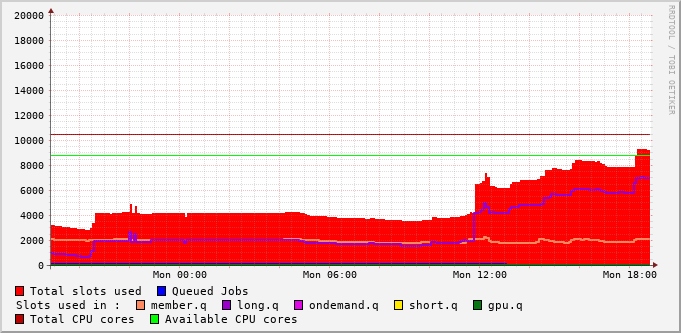 RRDTOOL / TOBI OETIKER
20000
18000
16000
14000
12000
10000
8000
6000
4000
2000
0
Mon 00:00 Mon 06:00 Mon 12:00 Mon 18:00
Total slots used Queued Jobs
Slots used in : member.q long.q ondemand.q short.q gpu.q
Total CPU cores Available CPU cores